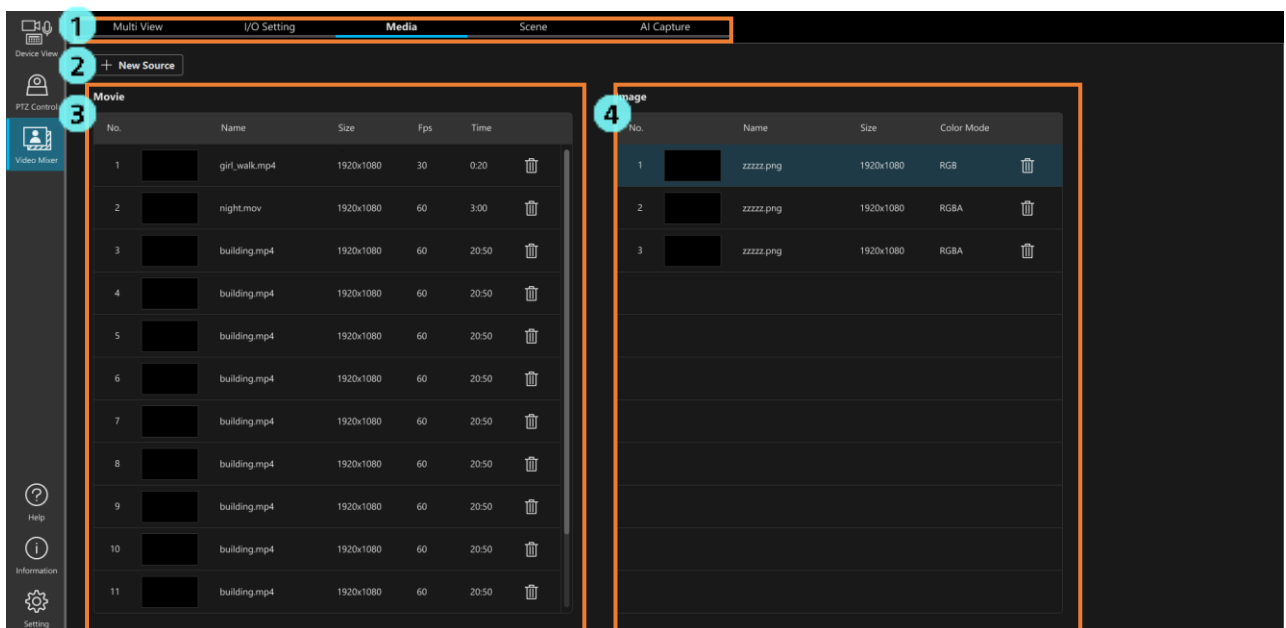 1 Multi View I/O Setting Media Scene AI Capture
Device View
PTZ Control
Video Mixer
Help
Information
Setting
2 + New Source
3 Movie
No. Name Size Fps Time
1 girl_walk.mp4 1920x1080 30 0:20
2 night.mov 1920x1080 60 3:00
3 building.mp4 1920x1080 60 20:50
4 building.mp4 1920x1080 60 20:50
5 building.mp4 1920x1080 60 20:50
6 building.mp4 1920x1080 60 20:50
7 building.mp4 1920x1080 60 20:50
8 building.mp4 1920x1080 60 20:50
9 building.mp4 1920x1080 60 20:50
10 building.mp4 1920x1080 60 20:50
11 building.mp4 1920x1080 60 20:50
4 Image
No. Name Size Color Mode
1 zzzzz.png 1920x1080 RGB
2 zzzzz.png 1920x1080 RGBA
3 zzzzz.png 1920x1080 RGBA